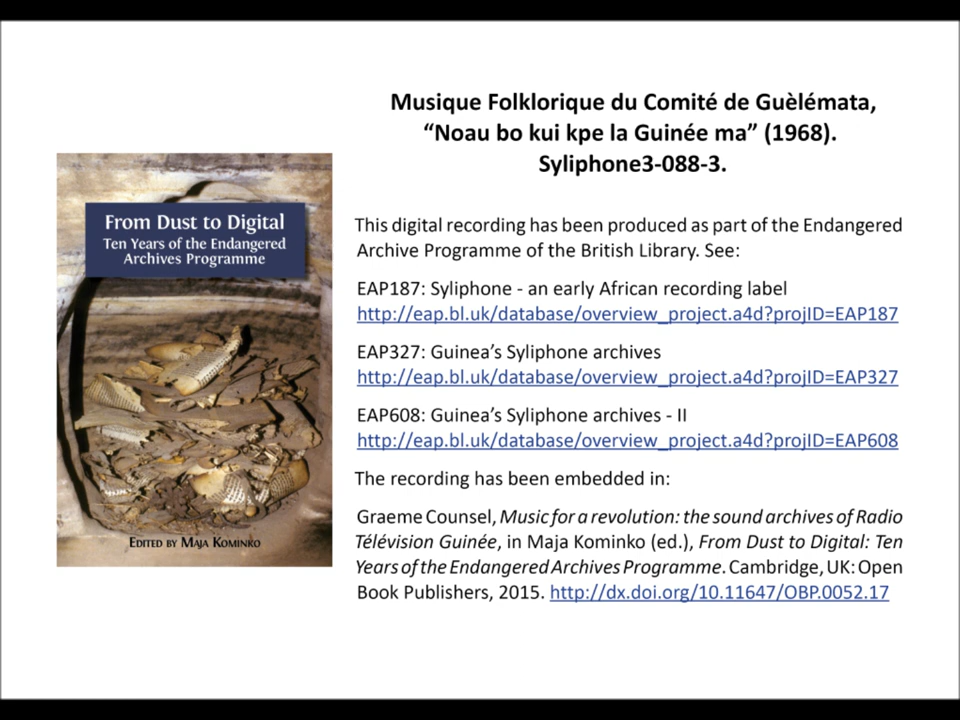 Musique Folklorique du Comité de Guèlémata,
“Noau bo kui kpe la Guinée ma” (1968).
Syliphone3-088-3.
From Dust to Digital
Ten Years of the Endangered
Archives Programme
Edited by Maja Kominko
This digital recording has been produced as part of the Endangered
Archive Programme of the British Library. See:
EAP187: Syliphone - an early African recording label
http://eap.bl.uk/database/overview_project.a4d?projID=EAP187
EAP327: Guinea’s Syliphone archives
http://eap.bl.uk/database/overview_project.a4d?projID=EAP327
EAP608: Guinea’s Syliphone archives - II
http://eap.bl.uk/database/overview_project.a4d?projID=EAP608
The recording has been embedded in:
Graeme Counsel, Music for a revolution: the sound archives of Radio
Télévision Guinée, in Maja Kominko (ed.), From Dust to Digital: Ten
Years of the Endangered Archives Programme. Cambridge, UK: Open
Book Publishers, 2015. http://dx.doi.org/10.11647/OBP.0052.17